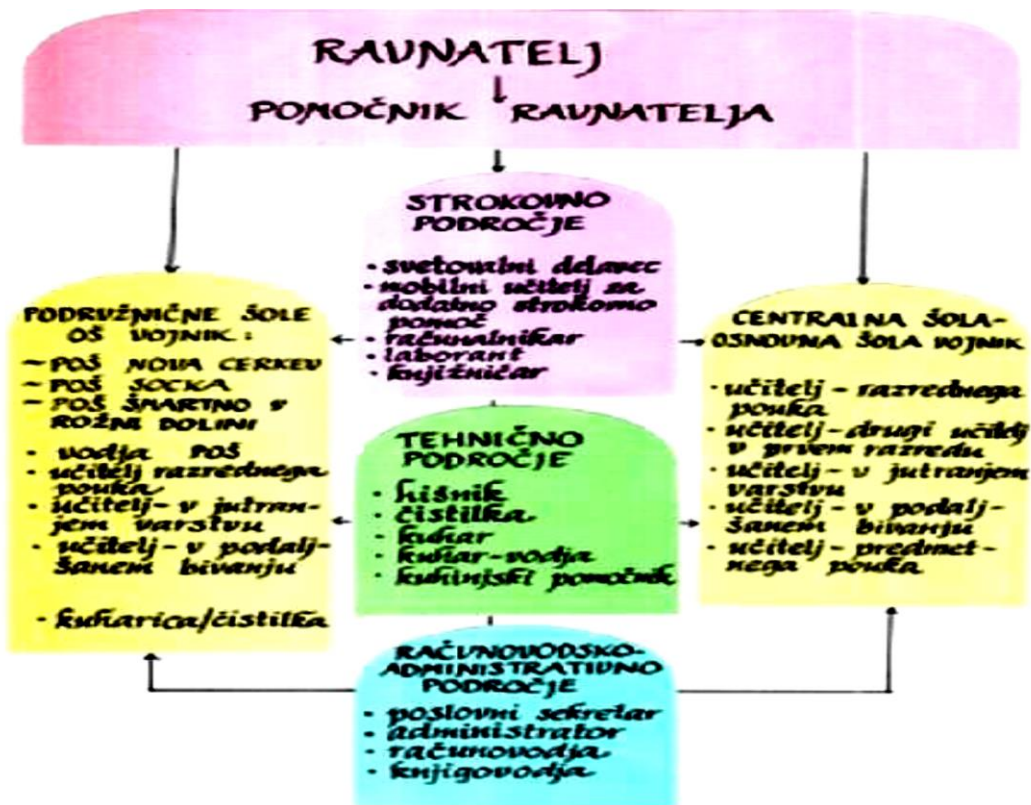 RAVNATELJ
POMOČNIK RAVNATELJA
STROKOVNO
PODROČJE
· svetovalni delavec
· mobilni učitelj za
dodatno strokovno
pomoč
· računalnikar
· laborant
· knjižničar
PODRUŽNIČNE ŠOLE
OŠ VOJNIK:
~ POŠ NOVA CERKEV
~ POŠ SOCKA
~ POŠ ŠMARTNO V
ROŽNI DOLINI
· vodja POŠ
· učitelj razrednega
pouka
· učitelj - v jutran-
jem varstvu
· učitelj - v podalj-
šanem bivanju
· kuharica/čistilka
CENTRALNA ŠOLA-
OSNOVNA ŠOLA VOJNIK
· učitelj - razrednega
pouka
· učitelj - drugi učitelj
v prvem razredu
· učitelj - v jutranjem
varstvu
· učitelj - v podalj-
šanem bivanju
· učitelj - predmet-
nega pouka
TEHNIČNO
PODROČJE
· hišnik
· čistilka
· kuhar
· kuhar-vodja
· kuhinjski pomočnik
RAČUNOVODSKO-
ADMINISTRATIVNO
PODROČJE
· poslovni sekretar
· administrator
· računovodja
· knjigovodja